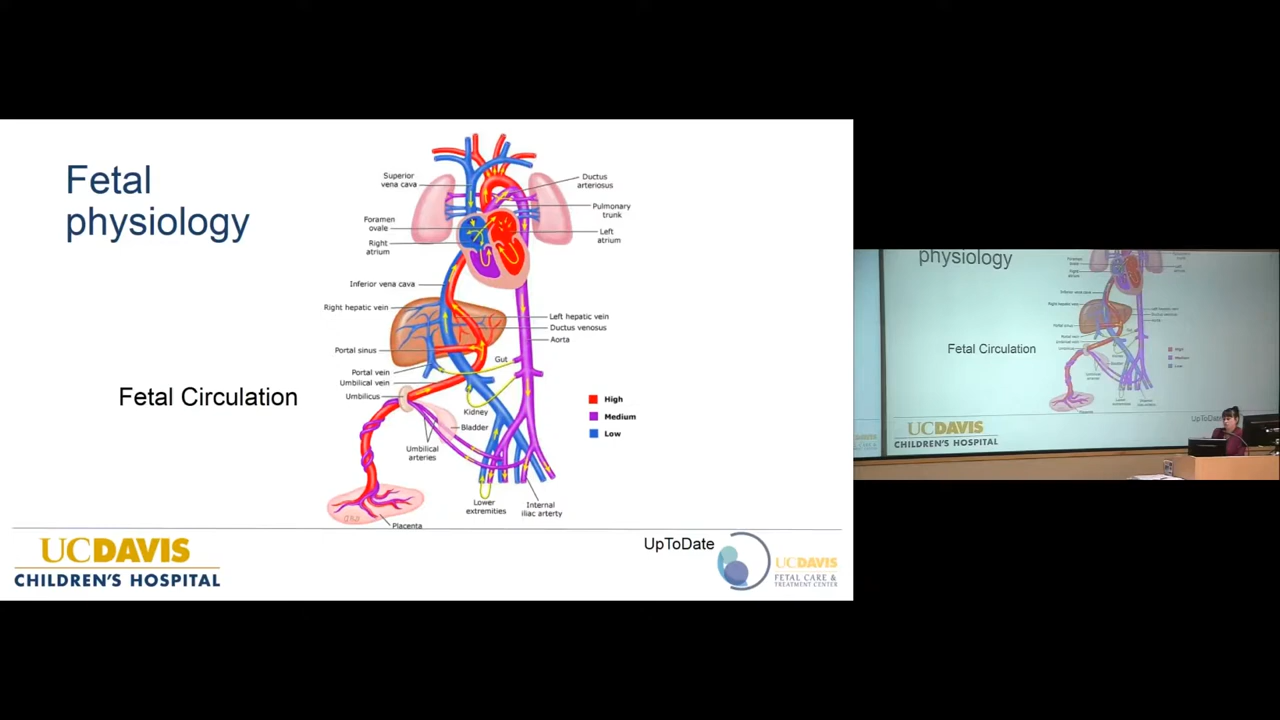 Fetal
physiology
Fetal Circulation
Superior
vena cava
Foramen
ovale
Right
atrium
Inferior vena cava
Right hepatic vein
Portal sinus
Portal vein
Umbilical vein
Umbilicus
Umbilical
arteries
Placenta
Ductus
arteriosus
Pulmonary
trunk
Left
atrium
Left hepatic vein
Ductus venosus
Aorta
Gut
Kidney
Bladder
Lower
extremities
Internal
iliac arterty
High
Medium
Low
UCDAVIS
CHILDREN'S HOSPITAL
UpToDate
UCDAVIS
FETAL CARE &
TREATMENT CENTER
physiology
Fetal Circulation
UpToDate
UCDAVIS
CHILDREN'S HOSPITAL